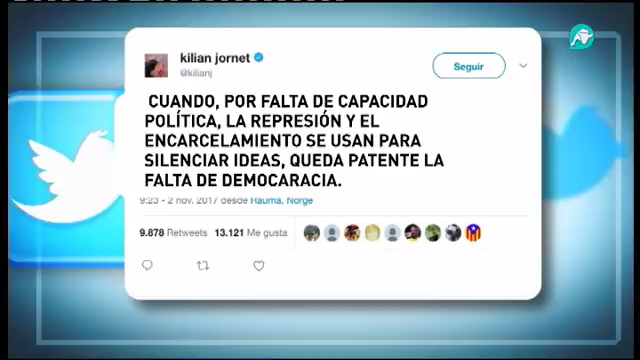 kilian jornet
@kilianj
Seguir
CUANDO, POR FALTA DE CAPACIDAD
POLÍTICA, LA REPRESIÓN Y EL
ENCARCELAMIENTO SE USAN PARA
SILENCIAR IDEAS, QUEDA PATENTE LA
FALTA DE DEMOCARACIA.
9:23 - 2 nov. 2017 desde Rauma, Norge
9.878 Retweets 13.121 Me gusta